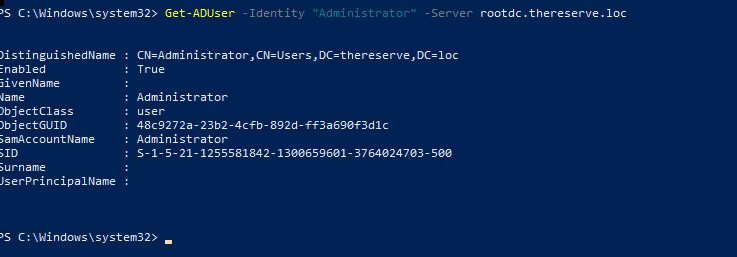 PS C:\Windows\system32> Get-ADUser -Identity "Administrator" -Server rootdc.thereserve.loc
DistinguishedName : CN=Administrator,CN=Users,DC=thereserve,DC=loc
Enabled : True
GivenName :
Name : Administrator
ObjectClass : user
ObjectGUID : 48c9272a-23b2-4cfb-892d-ff3a690f3d1c
SamAccountName : Administrator
SID : S-1-5-21-1255581842-1300659601-3764024703-500
Surname :
UserPrincipalName :
PS C:\Windows\system32>